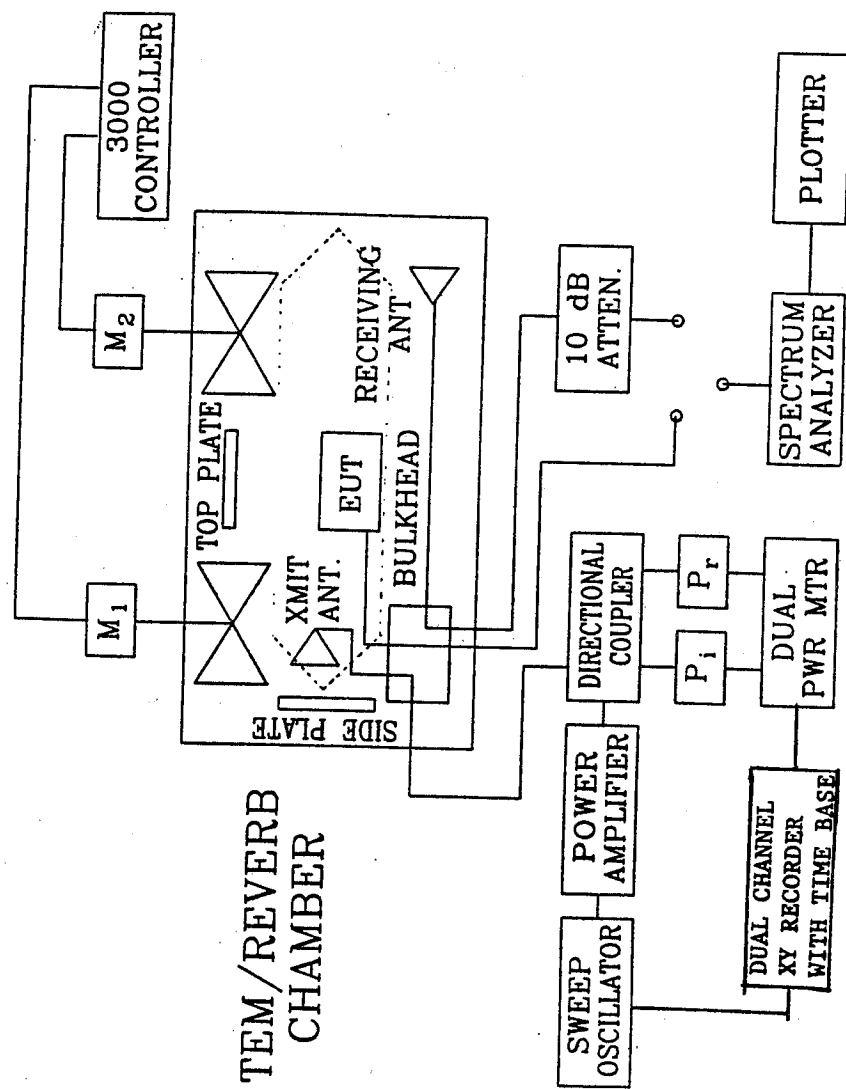 TEM/REVERB
CHAMBER
M₁
M₂
3000
CONTROLLER
TOP PLATE
SIDE PLATE
XMIT
ANT.
EUT
RECEIVING
ANT
BULKHEAD
SWEEP
OSCILLATOR
POWER
AMPLIFIER
DIRECTIONAL
COUPLER
10 dB
ATTEN.
Pᵢ
Pᵣ
DUAL CHANNEL
XY RECORDER
WITH TIME BASE
DUAL
PWR MTR
SPECTRUM
ANALYZER
PLOTTER